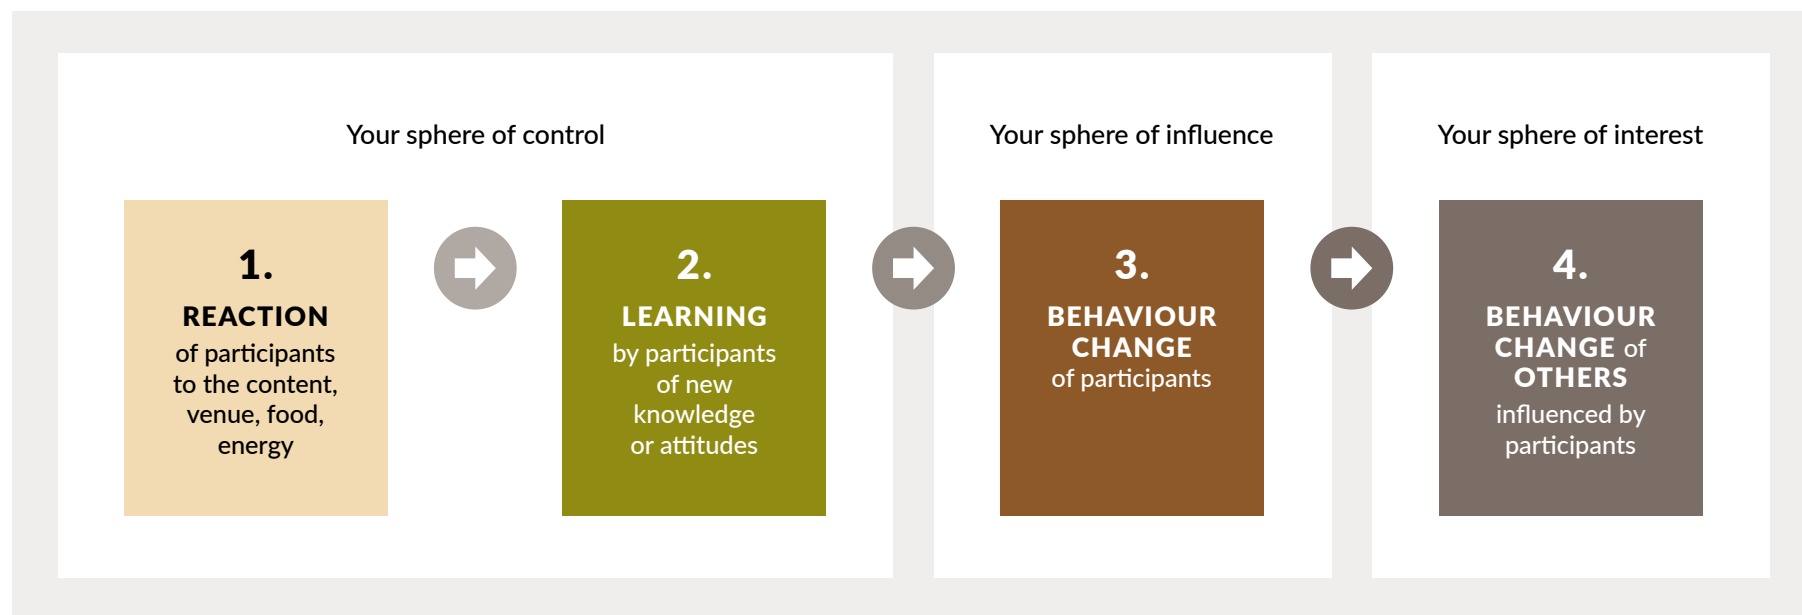 Your sphere of control
1.
REACTION
of participants
to the content,
venue, food,
energy
2.
LEARNING
by participants
of new
knowledge
or attitudes
Your sphere of influence
3.
BEHAVIOUR
CHANGE
of participants
Your sphere of interest
4.
BEHAVIOUR
CHANGE of
OTHERS
influenced by
participants